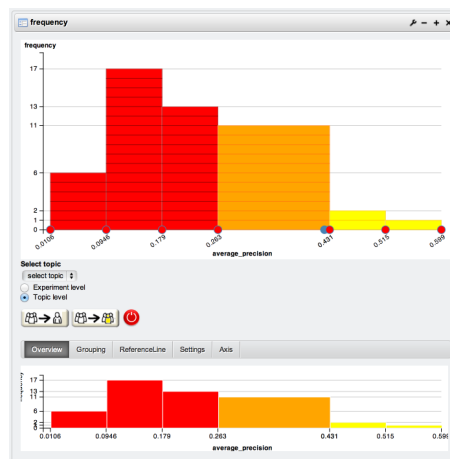 frequency
frequency
17
13
11
6
2
1
0
0.0106
0.0946
0.179
0.263
0.431
0.515
0.599
average_precision
Select topic
select topic
Experiment level
Topic level
Overview Grouping ReferenceLine Settings Axis
17
13
11
6
2
0
0.0106 0.0946 0.179 0.263 0.431 0.515 0.599
average_precision